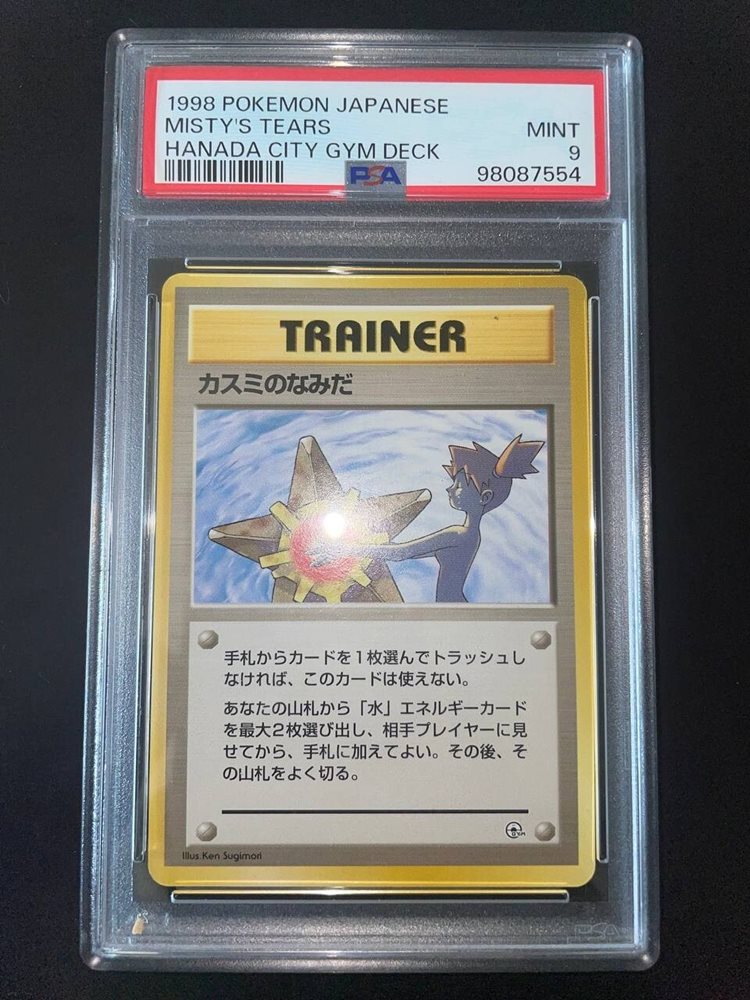 1998 POKEMON JAPANESE
MISTY'S TEARS MINT
HANADA CITY GYM DECK 9
PSA 98087554
TRAINER
カスミのなみだ
手札からカードを1枚選んでトラッシュし
なければ、このカードは使えない。
あなたの山札から「水」エネルギーカード
を最大2枚選び出し、相手プレイヤーに見
せてから、手札に加えてよい。その後、そ
の山札をよく切る。
GYM
Illus. Ken Sugimori
PSA